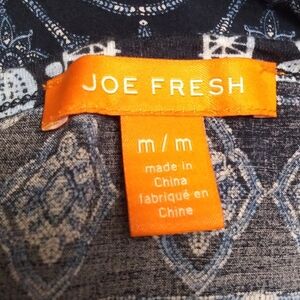 JOE FRESH
m/m
made in
China
fabriqué en
Chine